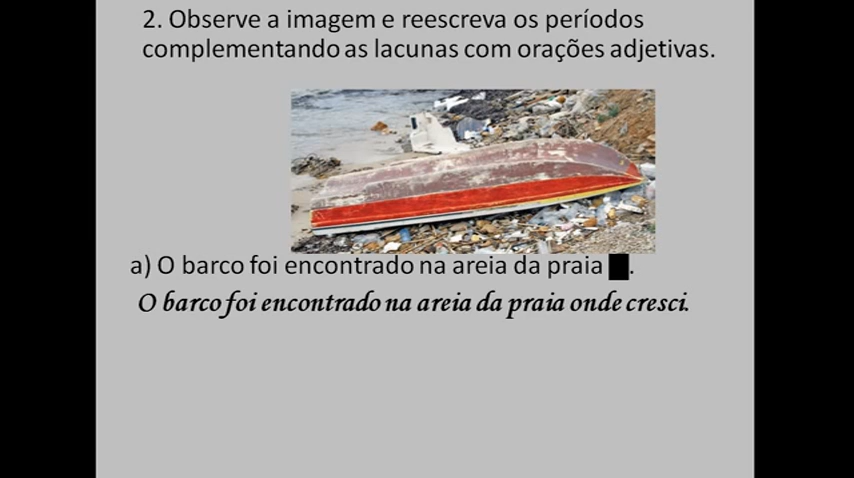 2. Observe a imagem e reescreva os períodos
complementando as lacunas com orações adjetivas.
a) O barco foi encontrado na areia da praia █.
O barco foi encontrado na areia da praia onde cresci.